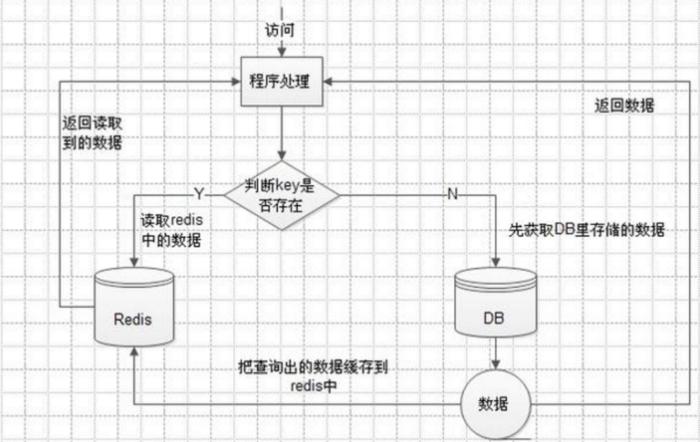 访问
程序处理
返回读取
到的数据
返回数据
判断key是
否存在
Y
N
读取redis
中的数据
先获取DB里存储的数据
Redis
DB
把查询出的数据缓存到
redis中
数据